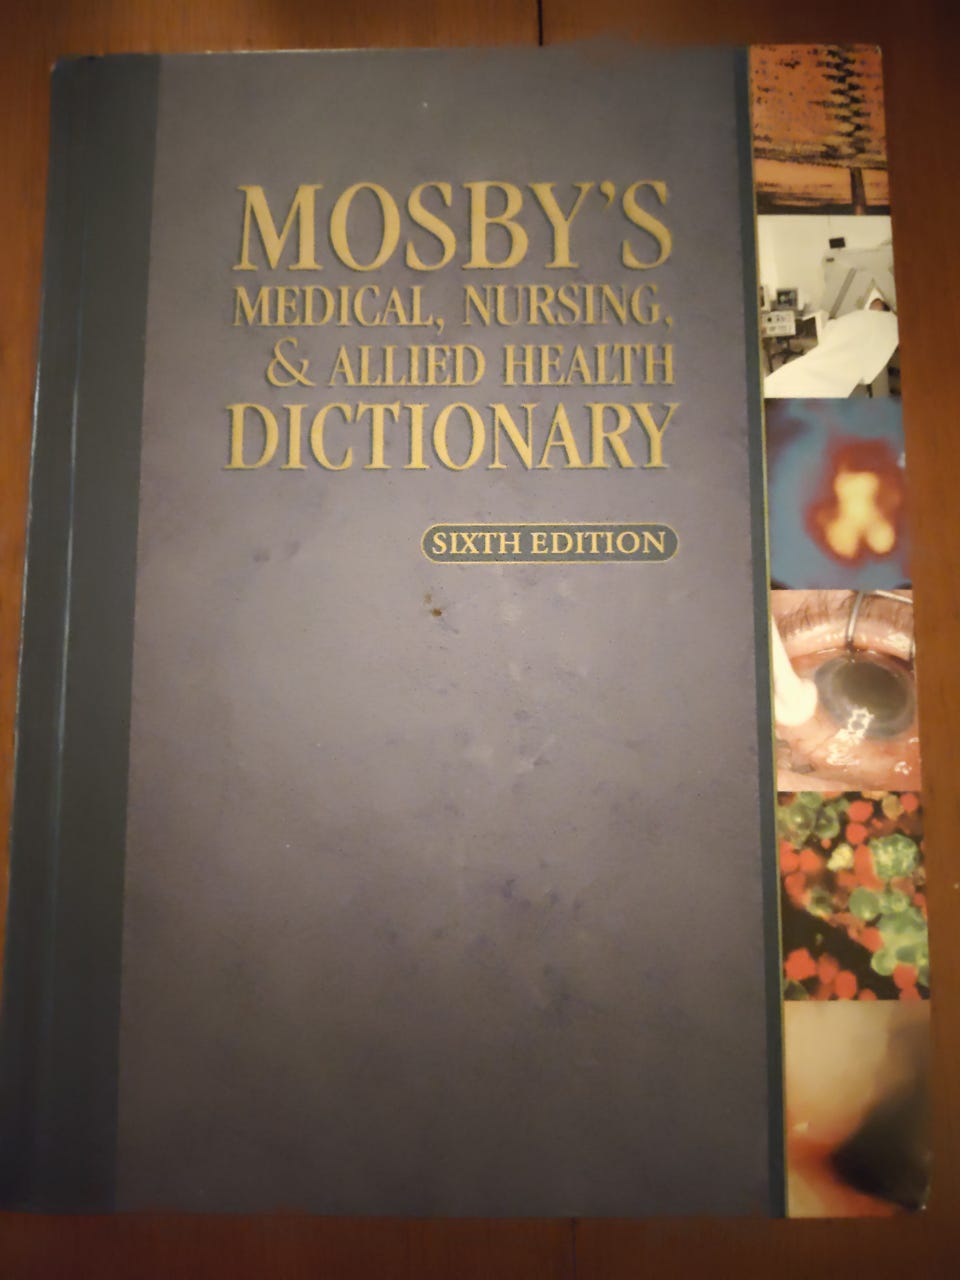 MOSBY'S
MEDICAL, NURSING,
& ALLIED HEALTH
DICTIONARY
SIXTH EDITION